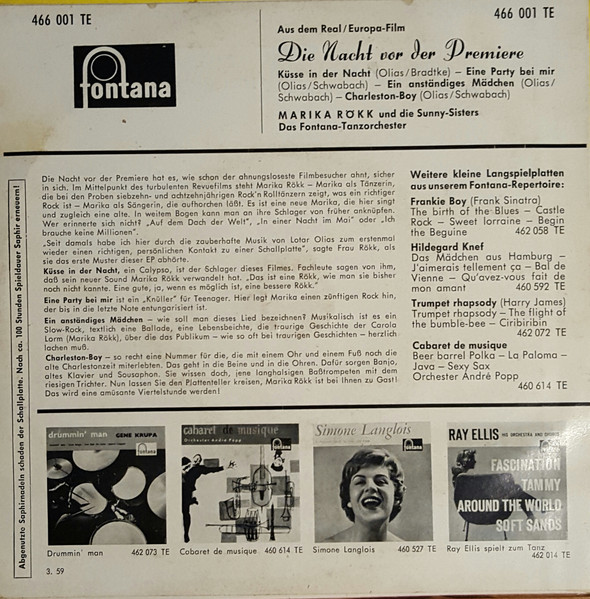 466 001 TE
466 001 TE
fontana
Aus dem Real/Europa-Film
Die Nacht vor der Premiere
Küsse in der Nacht (Olias/Bradtke) – Eine Party bei mir
(Olias/Schwabach) – Ein anständiges Mädchen (Olias/
Schwabach) – Charleston-Boy (Olias/Schwabach)
MARIKA RÖKK und die Sunny-Sisters
Das Fontana-Tanzorchester
Abgenutzte Saphirnadeln schaden der Schallplatte. Nach ca. 100 Stunden Spieldauer Saphir erneuern!
Die Nacht vor der Premiere hat es, wie schon der ahnungsloseste Filmbesucher ahnt, sicher
in sich. Im Mittelpunkt des turbulenten Revuefilms steht Marika Rökk – Marika als Tänzerin,
die bei den Proben siebzehn- und achtzehnjährigen Rock'n Rolltänzern zeigt, was ein richtiger
Rock ist – Marika als Sängerin, die aufhorchen läßt. Es ist eine neue Marika, die hier singt
und zugleich eine alte. In weitem Bogen kann man an ihre Schlager von früher anknüpfen.
Wer erinnerte sich nicht? „Auf dem Dach der Welt", „In einer Nacht im Mai" oder „Ich
brauche keine Millionen".
„Seit damals habe ich hier durch die zauberhafte Musik von Lotar Olias zum erstenmal
wieder einen richtigen, persönlichen Kontakt zu einer Schallplatte", sagte Frau Rökk, als
sie das erste Muster dieser EP abhörte.
Küsse in der Nacht, ein Calypso, ist der Schlager dieses Filmes. Fachleute sagen von ihm,
daß sein neuer Sound Marika Rökk verwandelt hat. „Das ist eine Rökk, wie man sie bisher
noch nicht kannte. Eine gute, ja, wenn es möglich ist, eine bessere Rökk."
Eine Party bei mir ist ein „Knüller" für Teenager. Hier legt Marika einen zünftigen Rock hin,
der bis in die letzte Note entungarisiert ist.
Ein anständiges Mädchen – wie soll man dieses Lied bezeichnen? Musikalisch ist es ein
Slow-Rock, textlich eine Ballade, eine Lebensbeichte, die traurige Geschichte der Carola
Lorm (Marika Rökk), über die das Publikum – wie so oft bei traurigen Geschichten – herzlich
lachen muß.
Charleston-Boy – so recht eine Nummer für die, die mit einem Ohr und einem Fuß noch die
alte Charlestonzeit miterlebten. Das geht in die Beine und in die Ohren. Dafür sorgen Banjo,
altes Klavier und Sousaphon. Sie wissen doch, jene langhalsigen Baßtrompeten mit dem
riesigen Trichter. Nun lassen Sie den Plattenteller kreisen, Marika Rökk ist bei Ihnen zu Gast!
Das wird eine amüsante Viertelstunde werden!
Weitere kleine Langspielplatten
aus unserem Fontana-Repertoire:
Frankie Boy (Frank Sinatra)
The birth of the Blues – Castle
Rock – Sweet lorraine – Begin
the Beguine 462 058 TE
Hildegard Knef
Das Mädchen aus Hamburg –
J'aimerais tellement ça – Bal de
Vienne – Qu'avez-vous fait de
mon amant 460 592 TE
Trumpet rhapsody (Harry James)
Trumpet rhapsody – The flight of
the bumble-bee – Ciribiribin
462 072 TE
Cabaret de musique
Beer barrel Polka – La Paloma –
Java – Sexy Sax
Orchester André Popp
460 614 TE
drummin' man GENE KRUPA
fontana
Drummin' man 462 073 TE
cabaret de musique
Orchestre André Popp
fontana
Cabaret de musique 460 614 TE
Simone Langlois
fontana
Simone Langlois 460 527 TE
RAY ELLIS HIS ORCHESTRA AND CHORUS
fontana
FASCINATION
TAMMY
AROUND THE WORLD
SOFT SANDS
Ray Ellis spielt zum Tanz
462 014 TE
3. 59